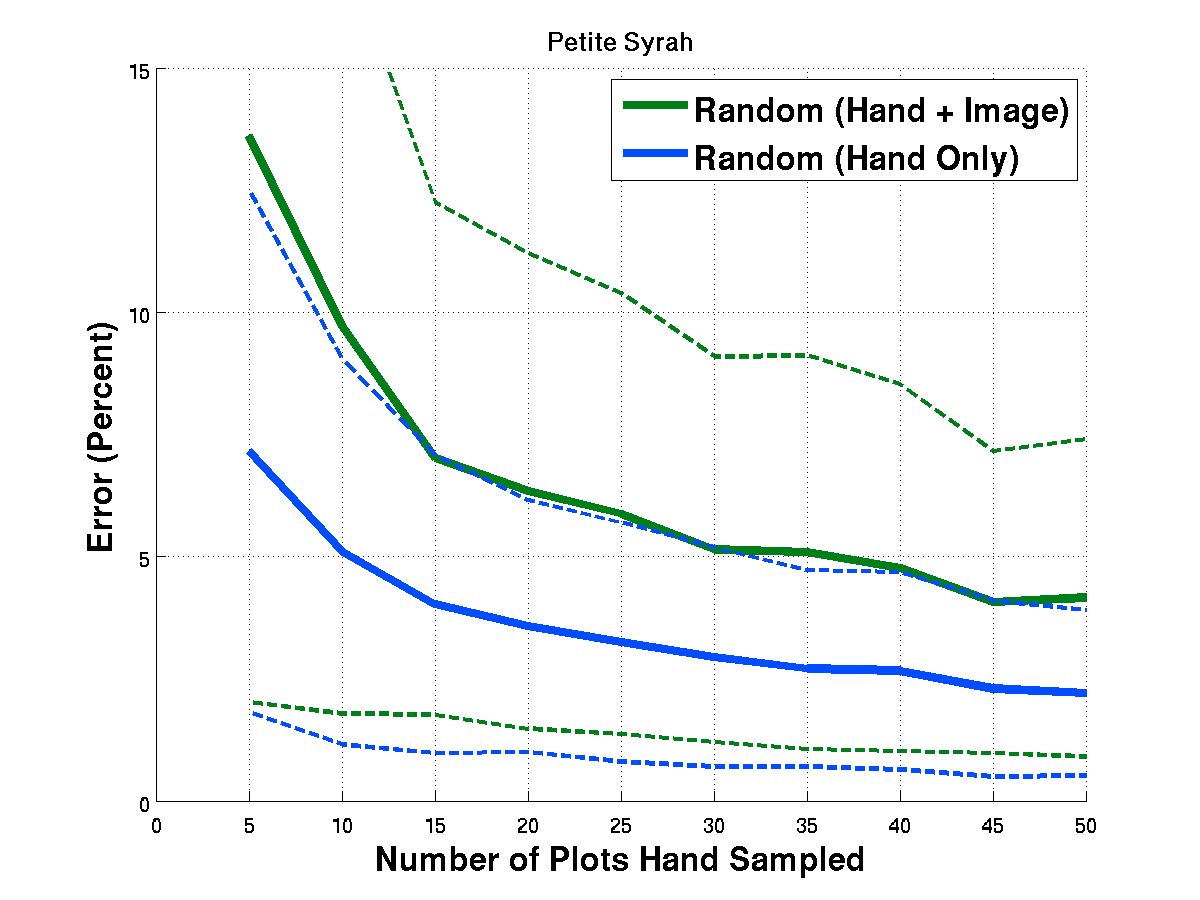 Petite Syrah
Random (Hand + Image)
Random (Hand Only)
15
10
5
0
Error (Percent)
0 5 10 15 20 25 30 35 40 45 50
Number of Plots Hand Sampled